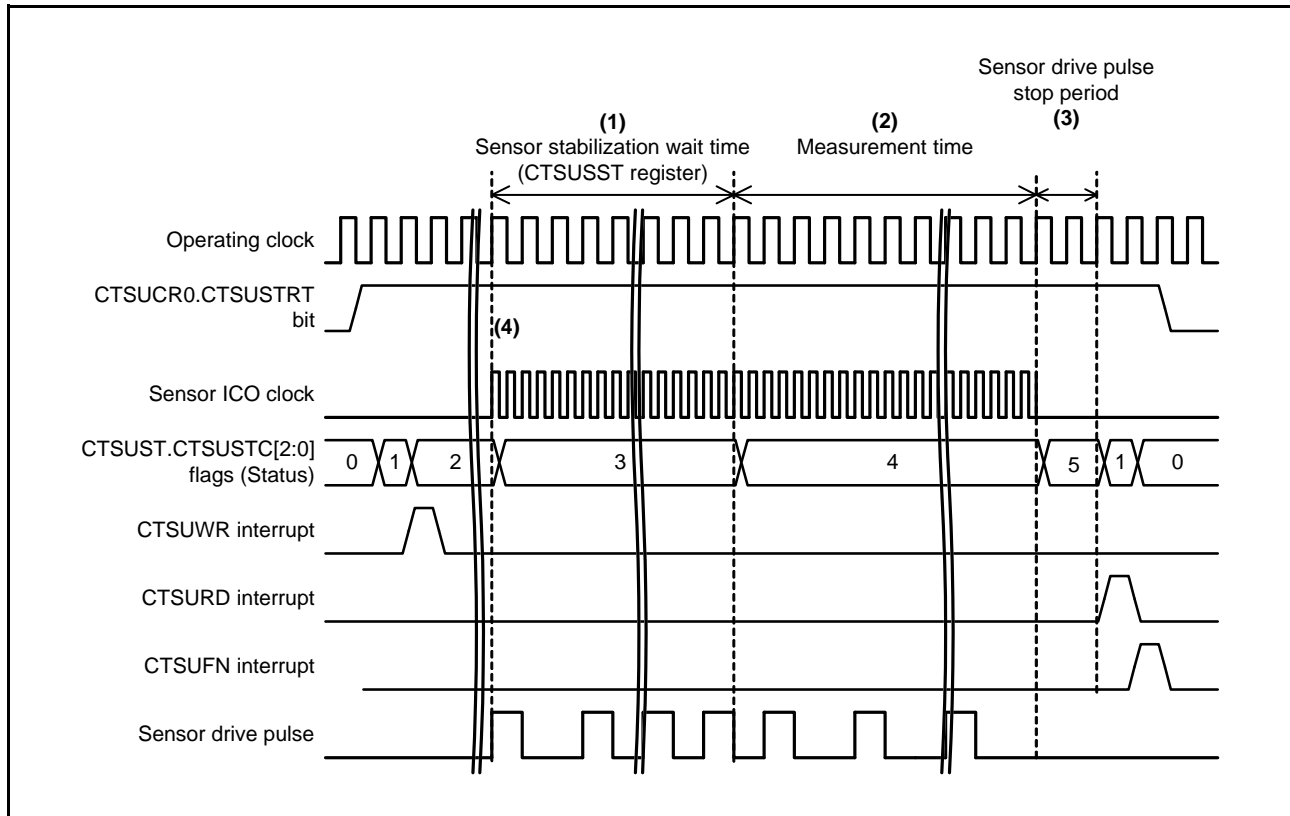 Sensor drive pulse
stop period
(1)
(2)
(3)
Sensor stabilization wait time
(CTSUSST register)
Measurement time
Operating clock
CTSUCR0.CTSUSTRT
bit
(4)
Sensor ICO clock
CTSUST.CTSUSTC[2:0]
flags (Status)
0 1 2 3 4 5 1 0
CTSUWR interrupt
CTSURD interrupt
CTSUFN interrupt
Sensor drive pulse